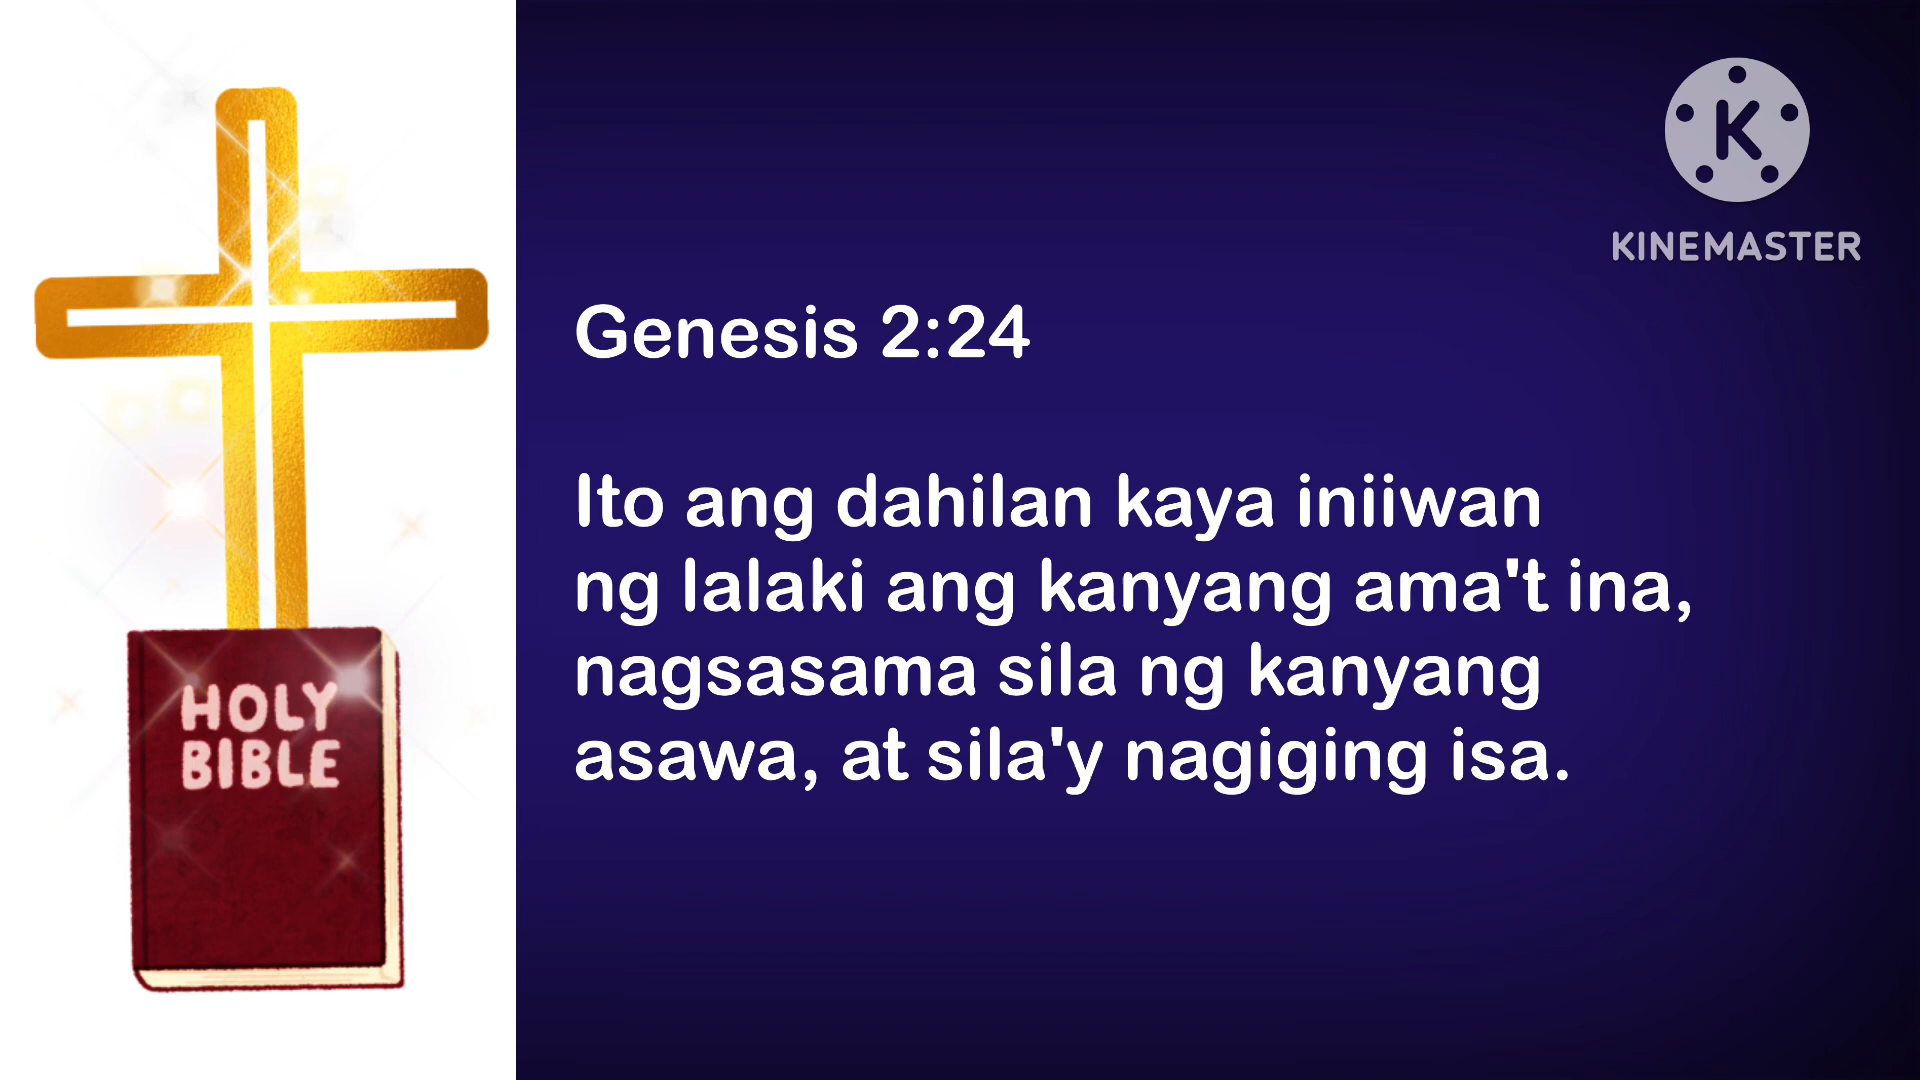 HOLY
BIBLE
KINEMASTER
Genesis 2:24
Ito ang dahilan kaya iniiwan
ng lalaki ang kanyang ama't ina,
nagsasama sila ng kanyang
asawa, at sila'y nagiging isa.